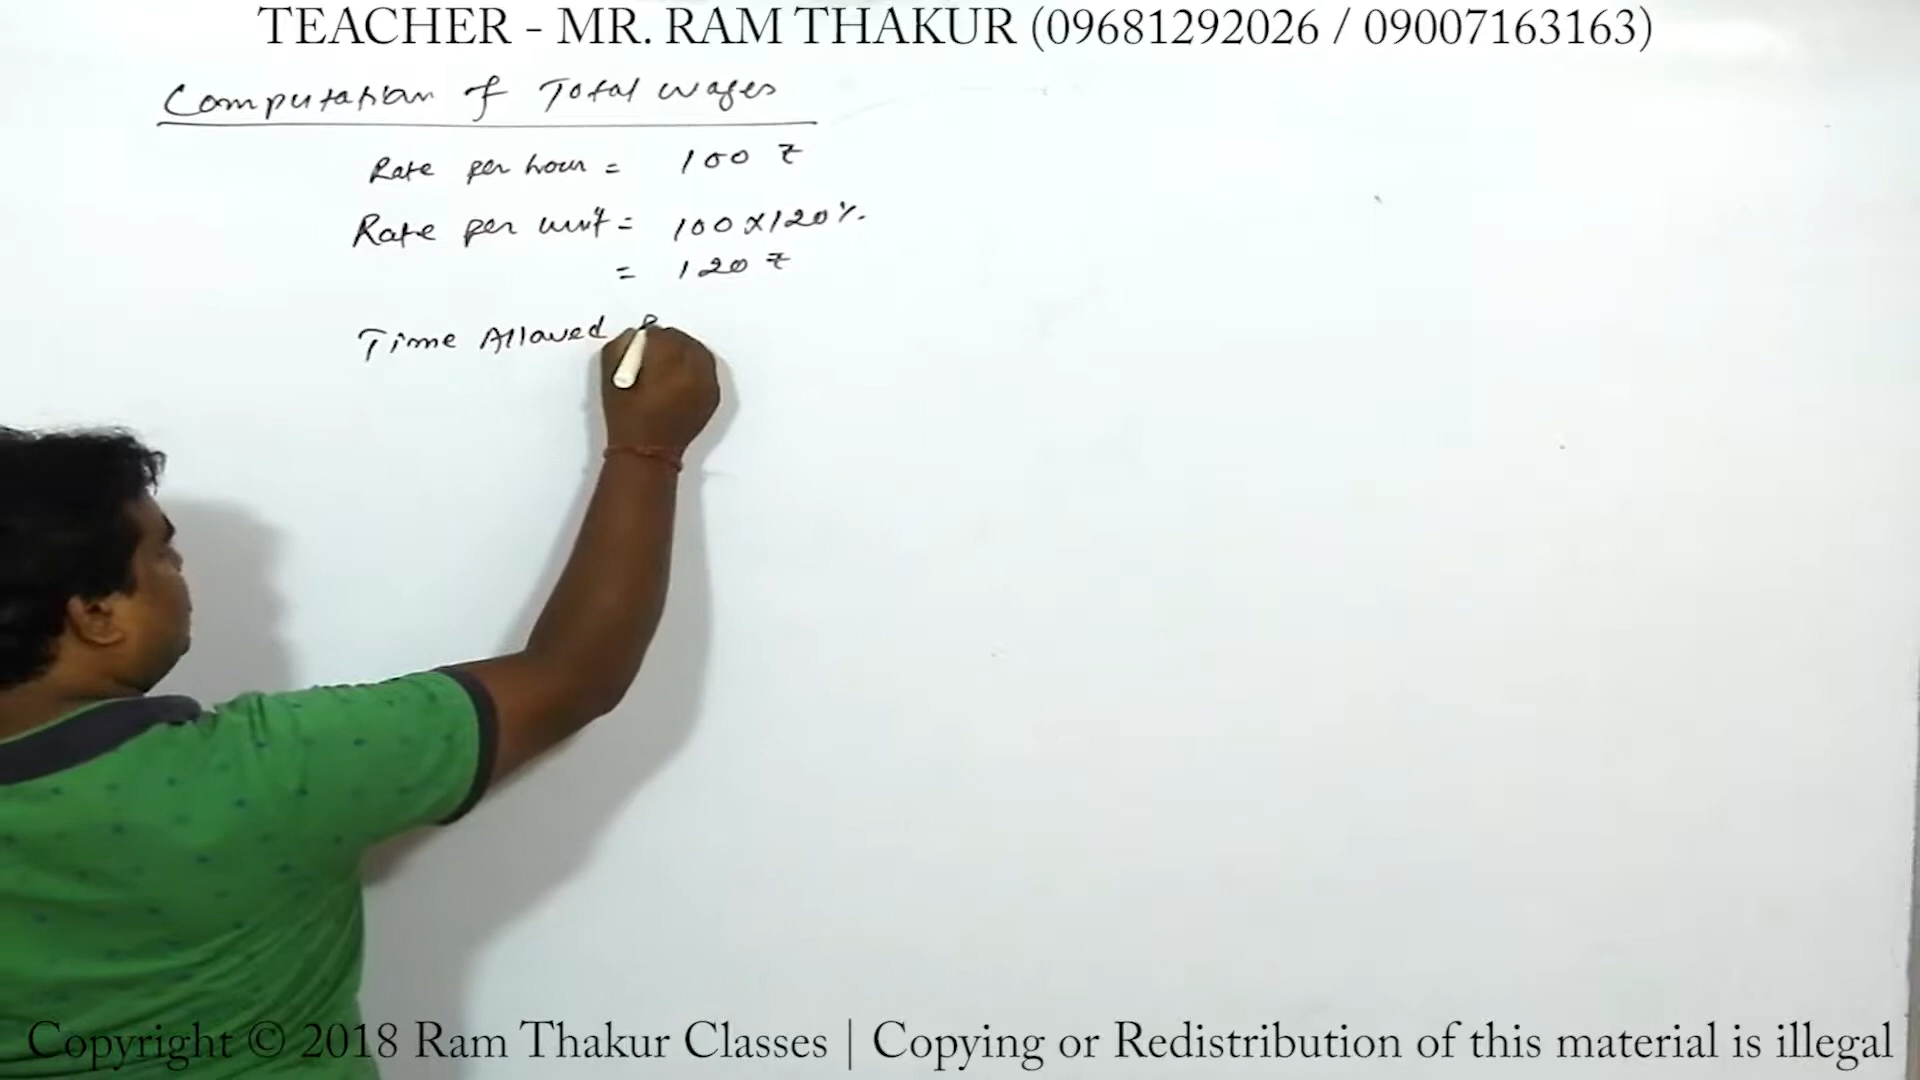 TEACHER - MR. RAM THAKUR (09681292026 / 09007163163)
Computation of Total wages
Rate per hour = 100 ₹
Rate per unit = 100 x 120%
= 120 ₹
Time Allowed
Copyright © 2018 Ram Thakur Classes | Copying or Redistribution of this material is illegal